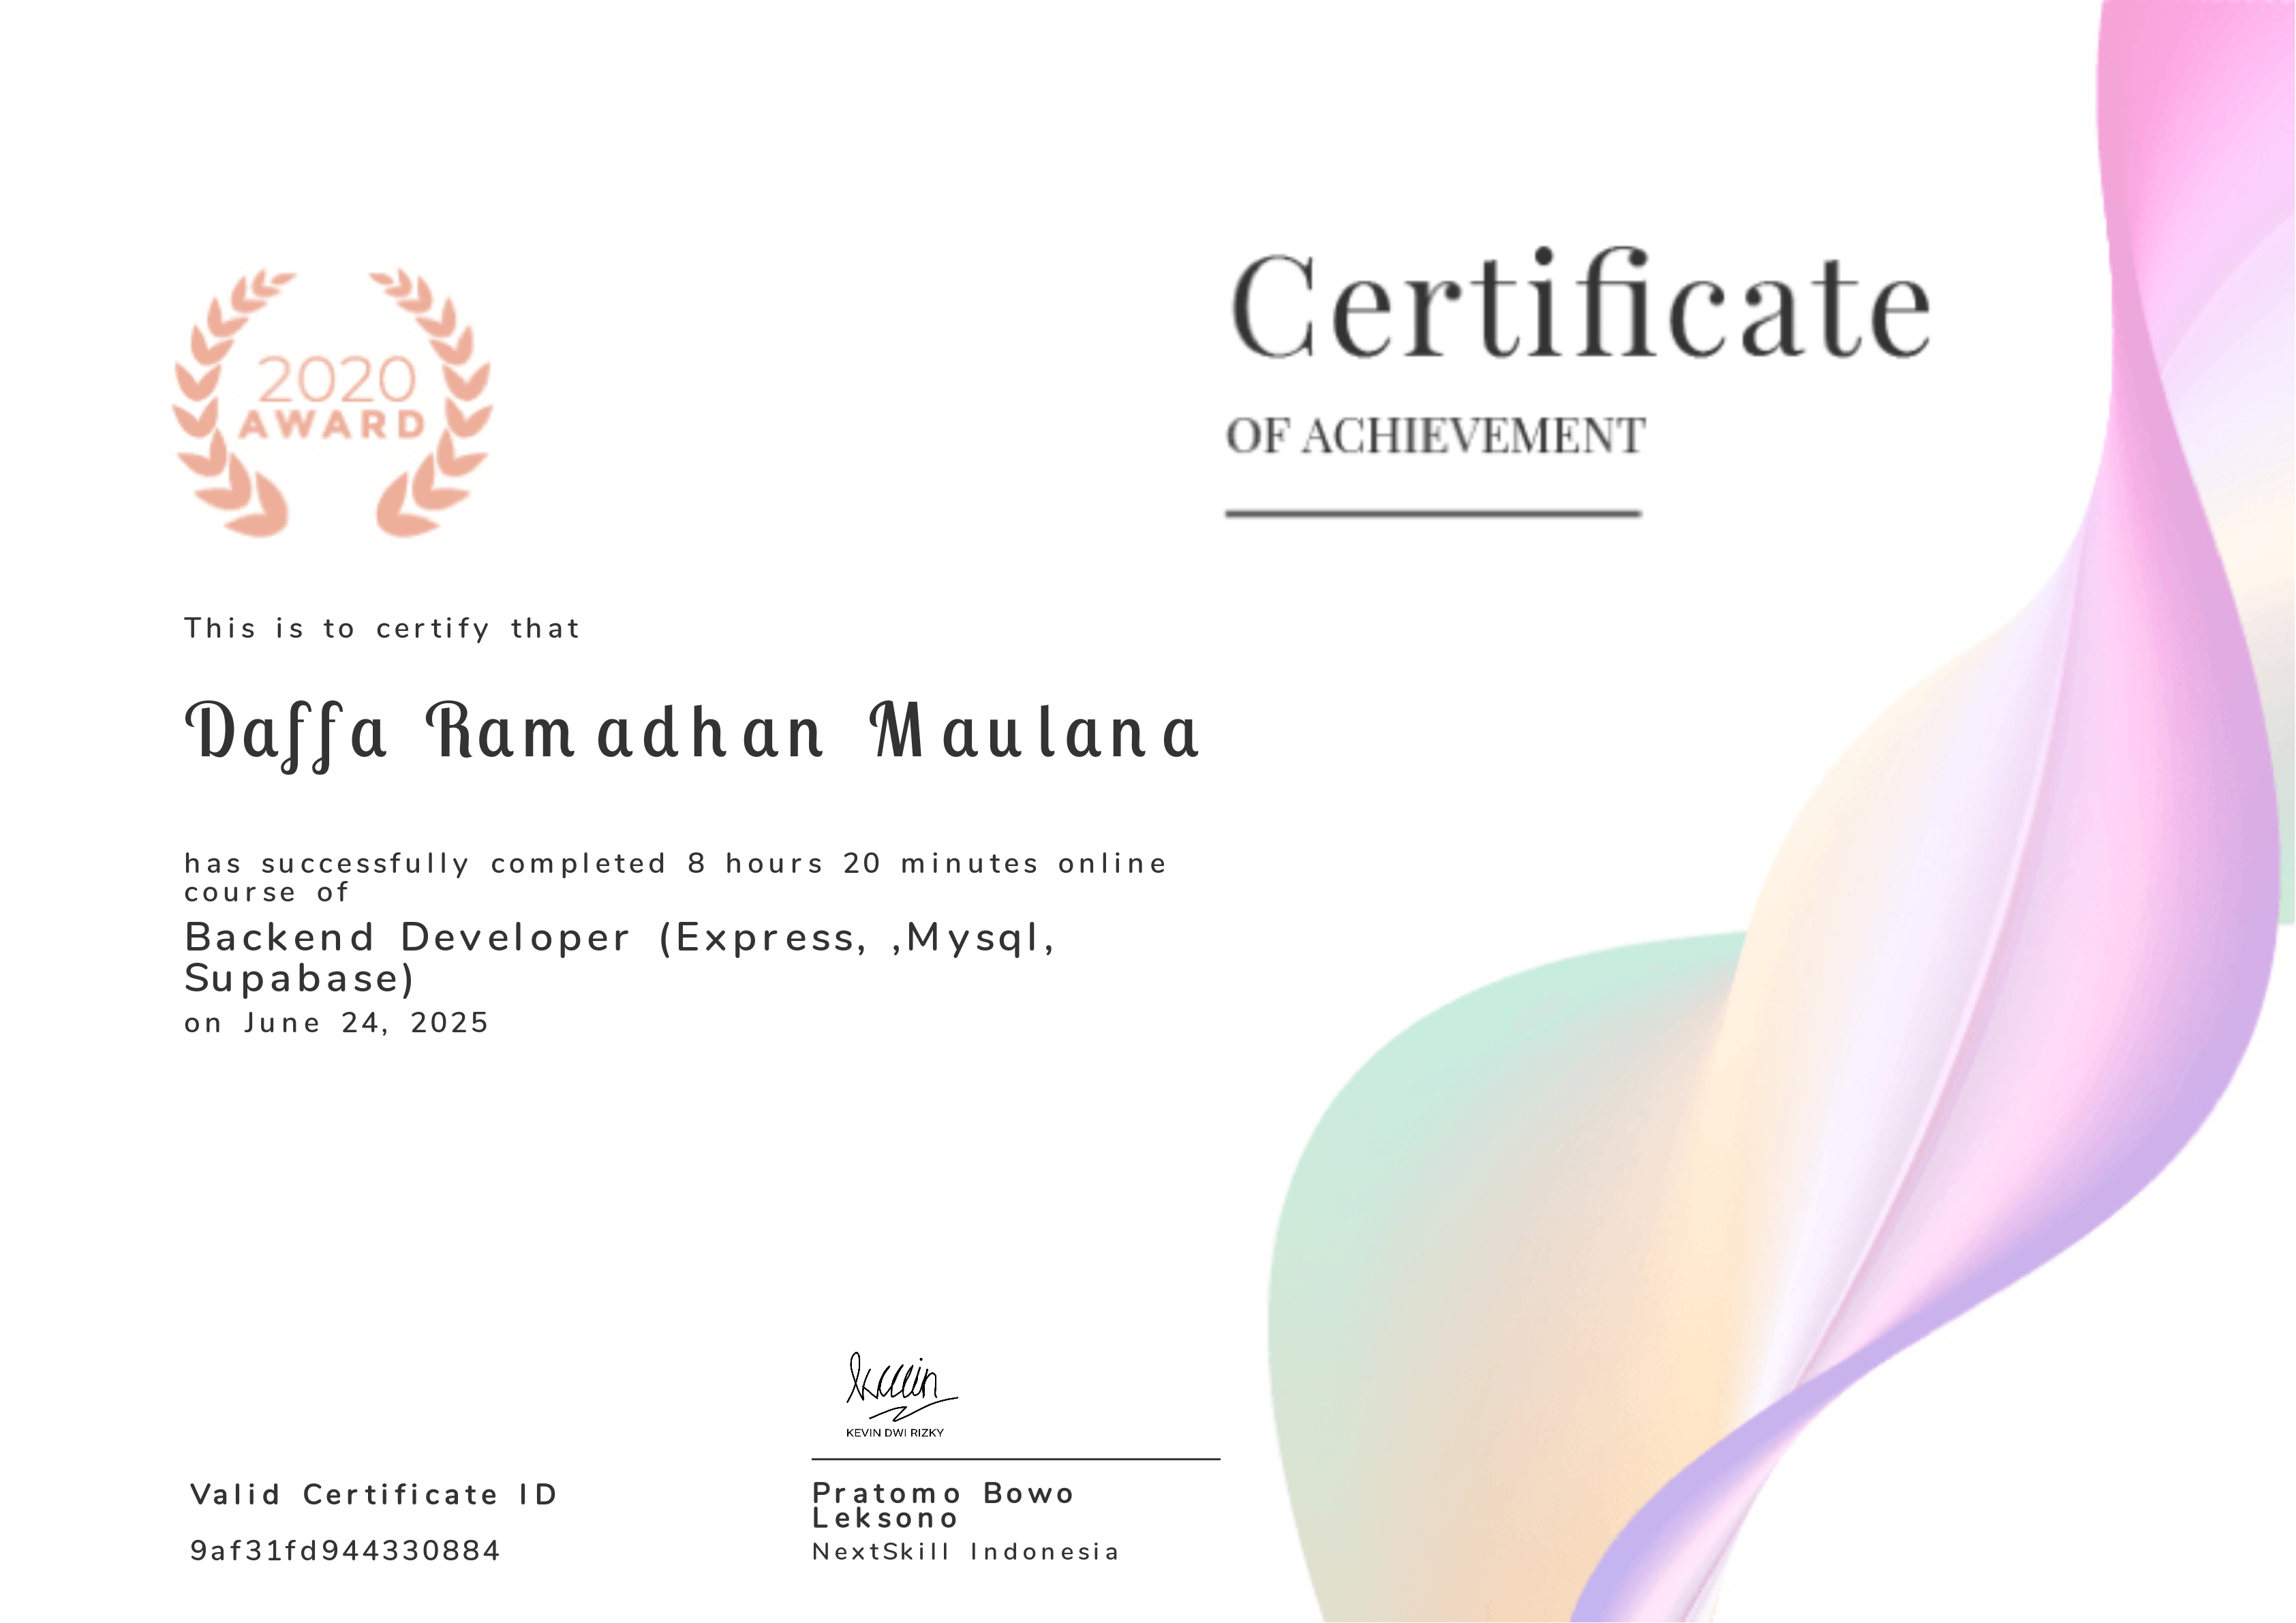 Certificate
OF ACHIEVEMENT
2020
AWARD
This is to certify that
Daffa Ramadhan Maulana
has successfully completed 8 hours 20 minutes online
course of
Backend Developer (Express, ,Mysql,
Supabase)
on June 24, 2025
Kevin
KEVIN DWI RIZKY
Valid Certificate ID
9af31fd944330884
Pratomo Bowo
Leksono
NextSkill Indonesia